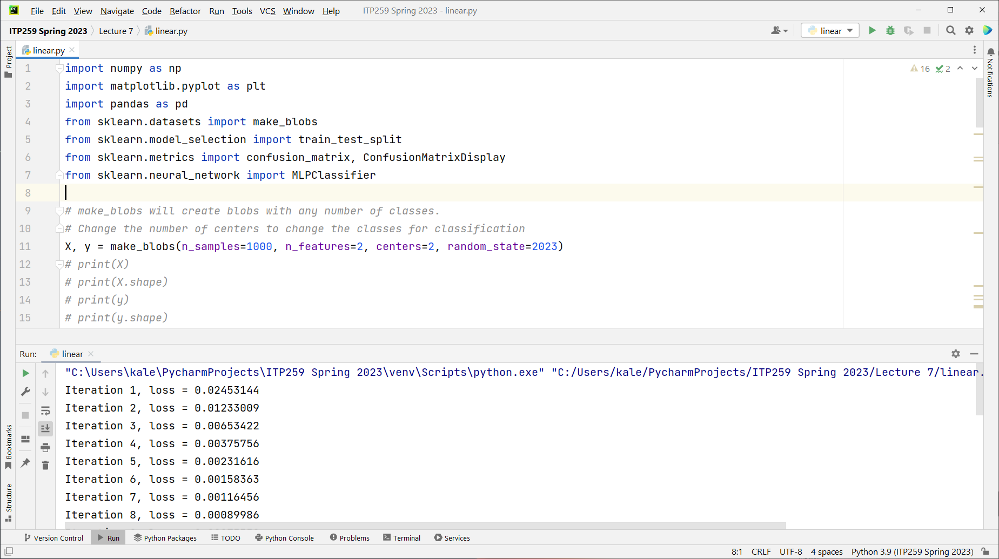 File Edit View Navigate Code Refactor Run Tools VCS Window Help ITP259 Spring 2023 - linear.py
ITP259 Spring 2023 Lecture 7 linear.py linear
Project
linear.py
Notifications
16 2
1 import numpy as np
2 import matplotlib.pyplot as plt
3 import pandas as pd
4 from sklearn.datasets import make_blobs
5 from sklearn.model_selection import train_test_split
6 from sklearn.metrics import confusion_matrix, ConfusionMatrixDisplay
7 from sklearn.neural_network import MLPClassifier
8
9 # make_blobs will create blobs with any number of classes.
10 # Change the number of centers to change the classes for classification
11 X, y = make_blobs(n_samples=1000, n_features=2, centers=2, random_state=2023)
12 # print(X)
13 # print(X.shape)
14 # print(y)
15 # print(y.shape)
Run: linear
"C:\Users\kale\PycharmProjects\ITP259 Spring 2023\venv\Scripts\python.exe" "C:/Users/kale/PycharmProjects/ITP259 Spring 2023/Lecture 7/linear.
Iteration 1, loss = 0.02453144
Iteration 2, loss = 0.01233009
Iteration 3, loss = 0.00653422
Iteration 4, loss = 0.00375756
Iteration 5, loss = 0.00231616
Iteration 6, loss = 0.00158363
Iteration 7, loss = 0.00116456
Iteration 8, loss = 0.00089986
Bookmarks
Structure
Version Control Run Python Packages TODO Python Console Problems Terminal Services
8:1 CRLF UTF-8 4 spaces Python 3.9 (ITP259 Spring 2023)